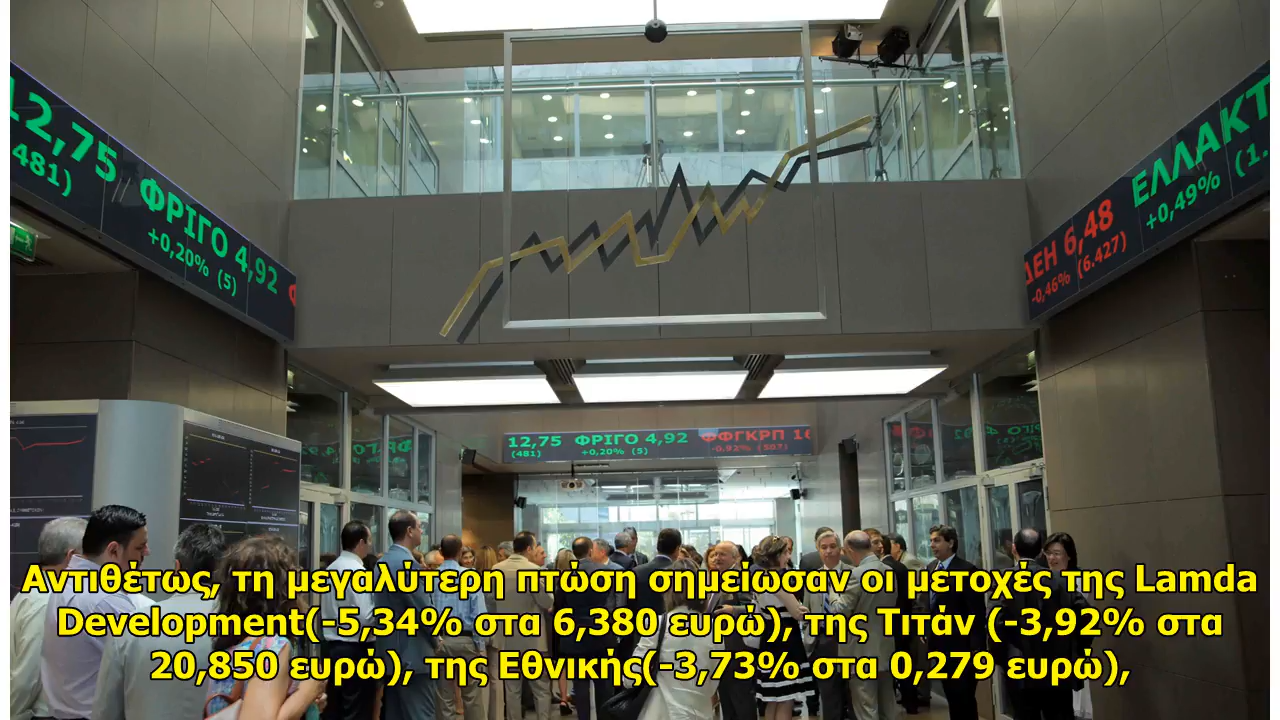 12,75
(481)
ΦΡΙΓΟ 4,92
+0,20% (5)
ΔΕΗ 6,48
-0,46% (6.427)
ΕΛΛΑΚΤ
+0,49% (1.
12,75 ΦΡΙΓΟ 4,92 ΦΦΓΚΡΠ 16
(481) +0,20% (5) -0,92% (507)
Αντιθέτως, τη μεγαλύτερη πτώση σημείωσαν οι μετοχές της Lamda
Development(-5,34% στα 6,380 ευρώ), της Τιτάν (-3,92% στα
20,850 ευρώ), της Εθνικής(-3,73% στα 0,279 ευρώ),